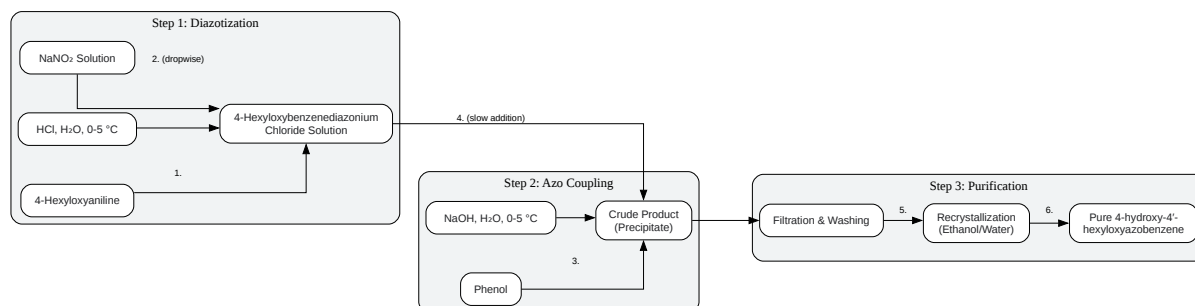 Step 1: Diazotization
NaNO₂ Solution
2. (dropwise)
HCl, H₂O, 0-5 °C
4-Hexyloxybenzenediazonium
Chloride Solution
4. (slow addition)
1.
4-Hexyloxyaniline
Step 2: Azo Coupling
NaOH, H₂O, 0-5 °C
Crude Product
(Precipitate)
3.
Phenol
Step 3: Purification
Filtration & Washing
5.
Recrystallization
(Ethanol/Water)
6.
Pure 4-hydroxy-4'-
hexyloxyazobenzene